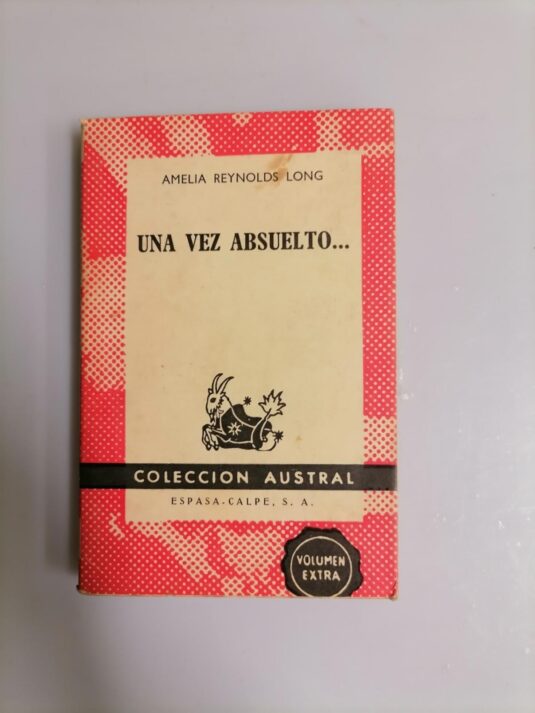 AMELIA REYNOLDS LONG
UNA VEZ ABSUELTO...
COLECCION AUSTRAL
ESPASA-CALPE, S. A.
VOLUMEN
EXTRA